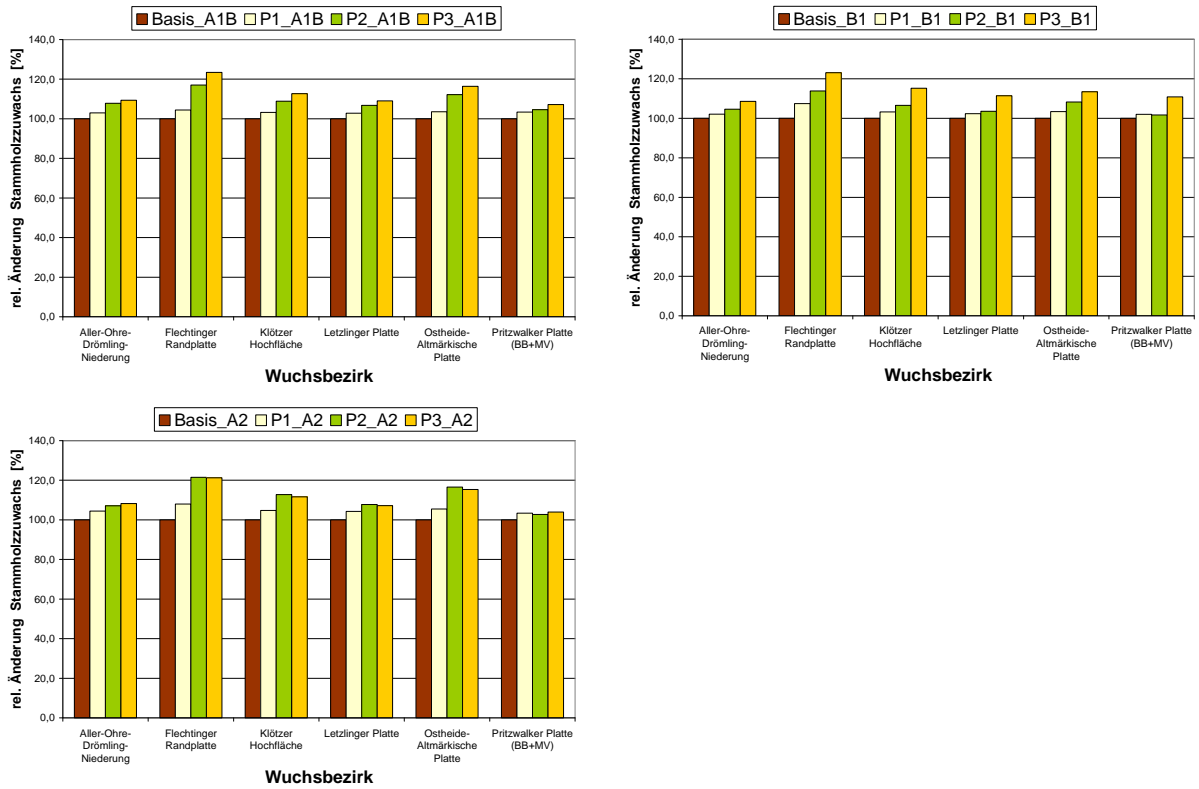 Basis_A1B P1_A1B P2_A1B P3_A1B
rel. Änderung Stammholzzuwachs [%]
140,0
120,0
100,0
80,0
60,0
40,0
20,0
0,0
Aller-Ohre-
Drömling-
Niederung
Flechtinger
Randplatte
Klötzer
Hochfläche
Letzlinger Platte
Ostheide-
Altmärkische
Platte
Pritzwalker Platte
(BB+MV)
Wuchsbezirk
Basis_B1 P1_B1 P2_B1 P3_B1
rel. Änderung Stammholzzuwachs [%]
140,0
120,0
100,0
80,0
60,0
40,0
20,0
0,0
Aller-Ohre-
Drömling-
Niederung
Flechtinger
Randplatte
Klötzer
Hochfläche
Letzlinger Platte
Ostheide-
Altmärkische
Platte
Pritzwalker Platte
(BB+MV)
Wuchsbezirk
Basis_A2 P1_A2 P2_A2 P3_A2
rel. Änderung Stammholzzuwachs [%]
140,0
120,0
100,0
80,0
60,0
40,0
20,0
0,0
Aller-Ohre-
Drömling-
Niederung
Flechtinger
Randplatte
Klötzer
Hochfläche
Letzlinger Platte
Ostheide-
Altmärkische
Platte
Pritzwalker Platte
(BB+MV)
Wuchsbezirk